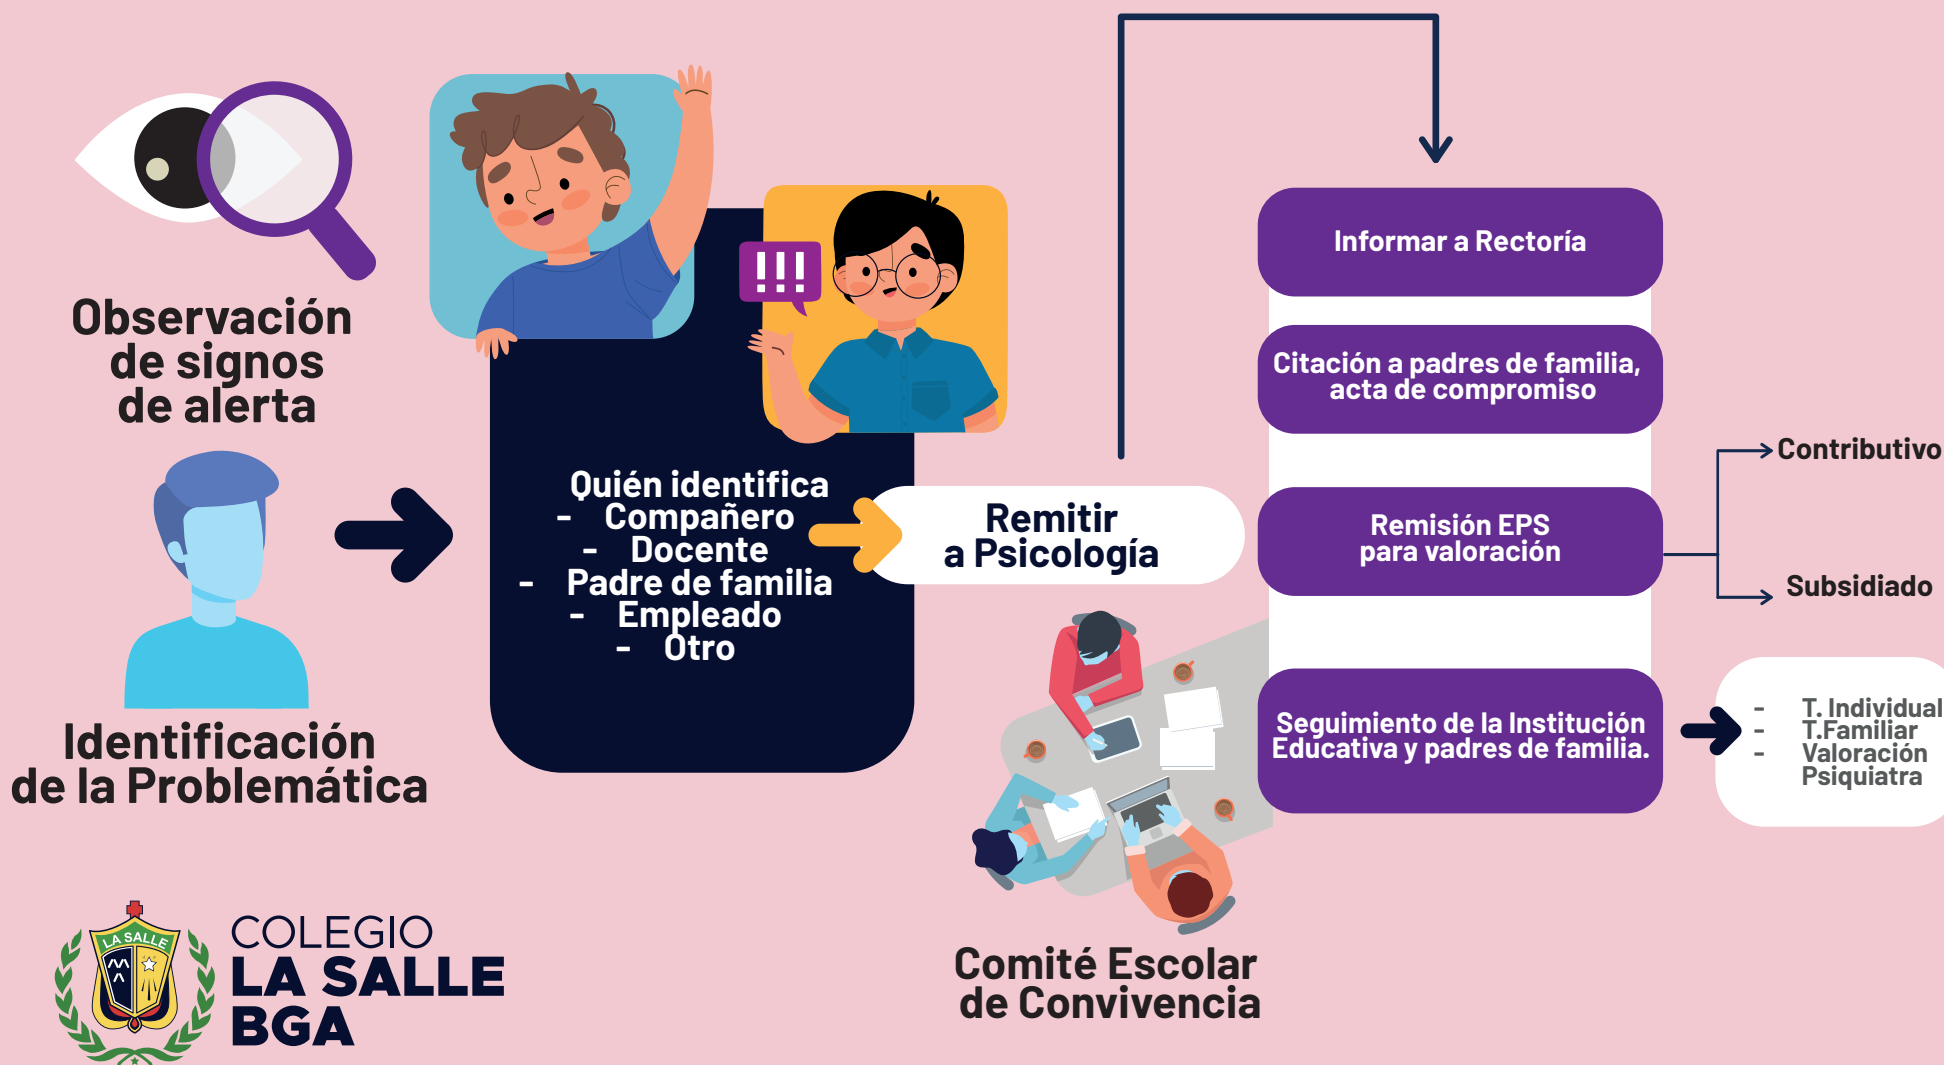 Observación
de signos
de alerta
Identificación
de la Problemática
!!!
Quién identifica
- Compañero
- Docente
- Padre de familia
- Empleado
- Otro
Remitir
a Psicología
Informar a Rectoría
Citación a padres de familia,
acta de compromiso
Remisión EPS
para valoración
Contributivo
Subsidiado
Seguimiento de la Institución
Educativa y padres de familia.
- T. Individual
- T.Familiar
- Valoración
Psiquiatra
Comité Escolar
de Convivencia
LA SALLE
COLEGIO
LA SALLE
BGA